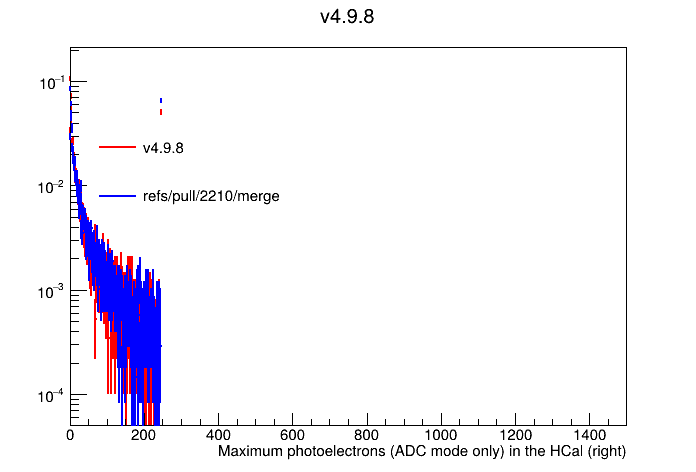 v4.9.8
10⁻¹
v4.9.8
10⁻²
refs/pull/2210/merge
10⁻³
10⁻⁴
0 200 400 600 800 1000 1200 1400
Maximum photoelectrons (ADC mode only) in the HCal (right)